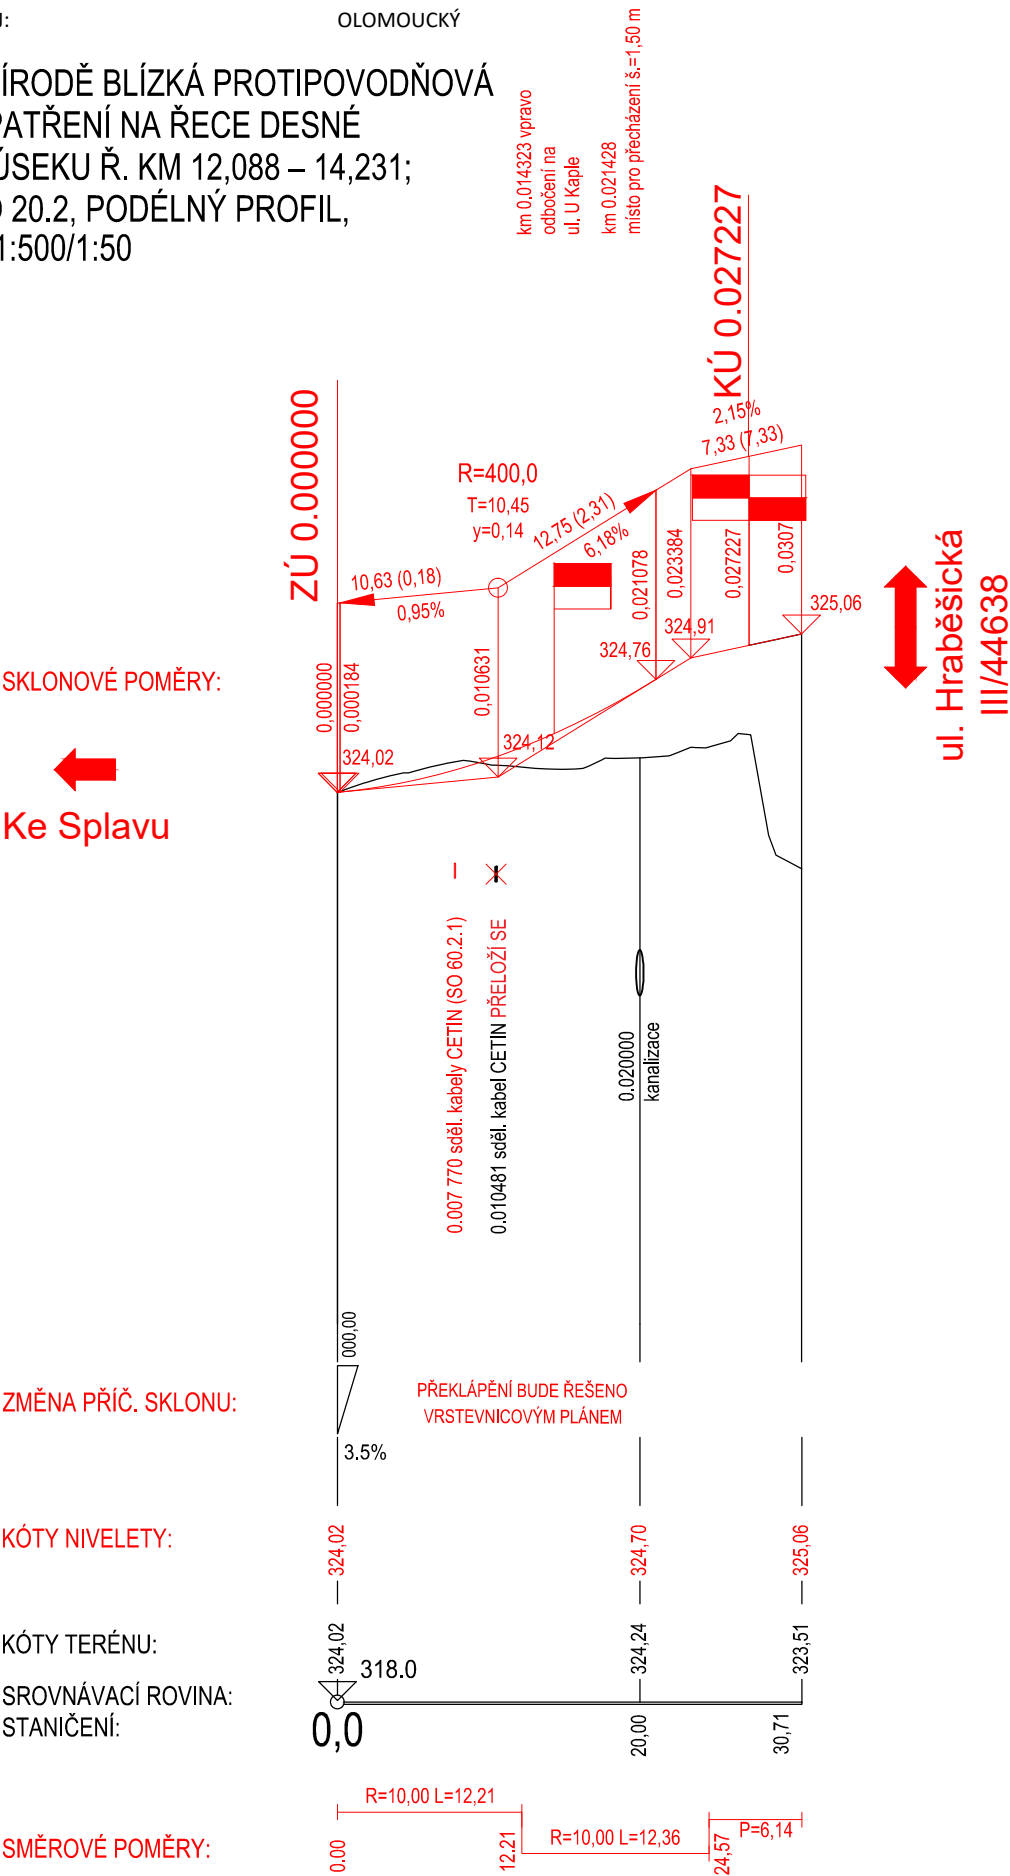 OLOMOUCKÝ
ÍRODĚ BLÍZKÁ PROTIPOVODŇOVÁ
PATŘENÍ NA ŘECE DESNÉ
ÚSEKU Ř. KM 12,088 – 14,231;
20.2, PODÉLNÝ PROFIL,
1:500/1:50
km 0.014323 vpravo
odbočení na
ul. U Kaple
km 0.021428
místo pro přecházení š.=1,50 m
ZÚ 0.000000
KÚ 0.027227
R=400,0
T=10,45
y=0,14
10,63 (0,18)
0,95%
12,75 (2,31)
6,18%
2,15%
7,33 (7,33)
0,000000
0,000184
0,010631
0,021078
0,023384
0,027227
0,0307
324,02
324,12
324,76
324,91
325,06
ul. Hraběšická
III/44638
SKLONOVÉ POMĚRY:
Ke Splavu
0.007 770 sděl. kabely CETIN (SO 60.2.1)
0.010481 sděl. kabel CETIN PŘELOŽÍ SE
0.020000
kanalizace
000,00
ZMĚNA PŘÍČ. SKLONU:
PŘEKLÁPĚNÍ BUDE ŘEŠENO
VRSTEVNICOVÝM PLÁNEM
3.5%
KÓTY NIVELETY:
324,02
324,70
325,06
KÓTY TERÉNU:
324,02
324,24
323,51
318.0
SROVNÁVACÍ ROVINA:
STANIČENÍ:
0,0
20,00
30,71
R=10,00 L=12,21
R=10,00 L=12,36
P=6,14
SMĚROVÉ POMĚRY:
0.00
12.21
24,57